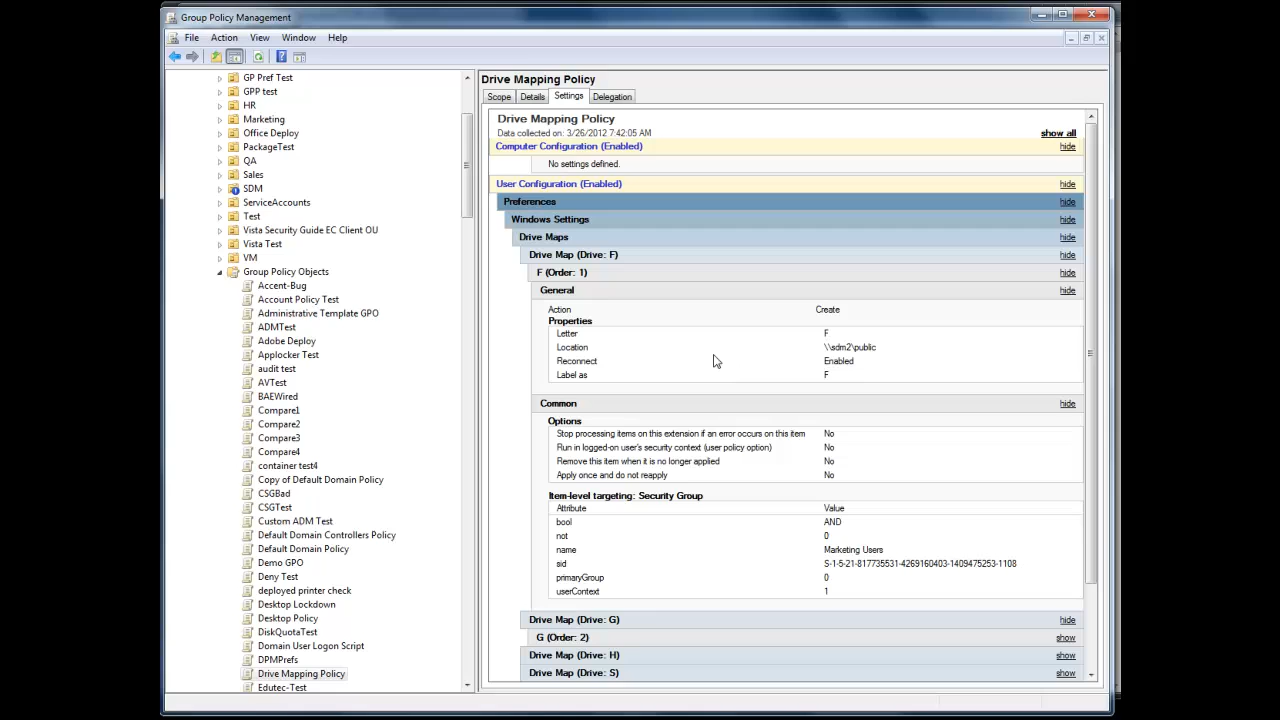 Group Policy Management
File Action View Window Help
GP Pref Test
GPP test
HR
Marketing
Office Deploy
PackageTest
QA
Sales
SDM
ServiceAccounts
Test
Vista Security Guide EC Client OU
Vista Test
VM
Group Policy Objects
Accent-Bug
Account Policy Test
Administrative Template GPO
ADMTest
Adobe Deploy
Applocker Test
audit test
AVTest
BAEWired
Compare1
Compare2
Compare3
Compare4
container test4
Copy of Default Domain Policy
CSGBad
CSGTest
Custom ADM Test
Default Domain Controllers Policy
Default Domain Policy
Demo GPO
Deny Test
deployed printer check
Desktop Lockdown
Desktop Policy
DiskQuotaTest
Domain User Logon Script
DPMPrefs
Drive Mapping Policy
Edutec-Test
Drive Mapping Policy
Scope Details Settings Delegation
Drive Mapping Policy
Data collected on: 3/26/2012 7:42:05 AM show all
Computer Configuration (Enabled) hide
No settings defined.
User Configuration (Enabled) hide
Preferences hide
Windows Settings hide
Drive Maps hide
Drive Map (Drive: F) hide
F (Order: 1) hide
General hide
Action Create
Properties
Letter F
Location \\sdm2\public
Reconnect Enabled
Label as F
Common hide
Options
Stop processing items on this extension if an error occurs on this item No
Run in logged-on user's security context (user policy option) No
Remove this item when it is no longer applied No
Apply once and do not reapply No
Item-level targeting: Security Group
Attribute Value
bool AND
not 0
name Marketing Users
sid S-1-5-21-817735531-4269160403-1409475253-1108
primaryGroup 0
userContext 1
Drive Map (Drive: G) hide
G (Order: 2) show
Drive Map (Drive: H) show
Drive Map (Drive: S) show